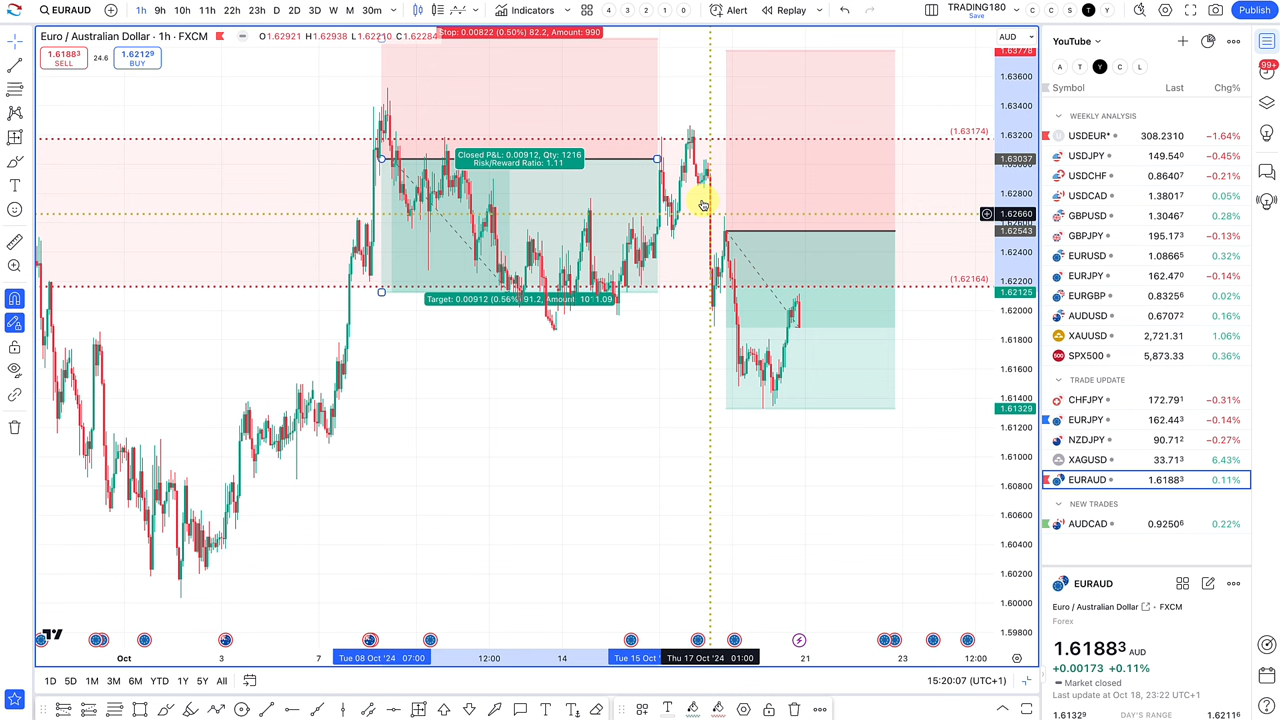 EURAUD 1h 11h 22h 23h D 2D 3D W M 30m Indicators 4 3 2 1 0 Alert Replay TRADING180 Save C C S T Y Publish
Euro / Australian Dollar · 1h · FXCM O1.62921 H1.62938 L1.62210 C1.62284
Stop: 0.00822 (0.50%) 82.2, Amount: 990
1.61883 SELL
24.6
1.62129 BUY
AUD
1.63778
1.63600
1.63400
1.63200
1.63037
1.62800
1.62660
1.62543
1.62400
1.62200
1.62125
1.62000
1.61800
1.61600
1.61400
1.61329
1.61200
1.61000
1.60800
1.60600
1.60400
1.60200
1.60000
1.59800
(1.63174)
(1.62164)
Closed P&L: 0.00912, Qty: 1216
Risk/Reward Ratio: 1.11
Target: 0.00912 (0.56%) 91.2, Amount: 1011.09
Oct 3 7 Tue 08 Oct '24 07:00 12:00 14 Tue 15 Oct Thu 17 Oct '24 01:00 21 23 12:00
1D 5D 1M 3M 6M YTD 1Y 5Y All
15:20:07 (UTC+1)
YouTube
A T Y C L
99+
Symbol Last Chg%
WEEKLY ANALYSIS
USDEUR* 308.2310 −1.64%
USDJPY 149.540 −0.45%
USDCHF 0.86407 −0.21%
USDCAD 1.38017 0.05%
GBPUSD 1.30467 0.28%
GBPJPY 195.173 −0.13%
EURUSD 1.08665 0.32%
EURJPY 162.470 −0.14%
EURGBP 0.83256 0.02%
AUDUSD 0.67072 0.16%
XAUUSD 2,721.31 1.06%
SPX500 5,873.33 0.36%
TRADE UPDATE
CHFJPY 172.791 −0.31%
EURJPY 162.443 −0.14%
NZDJPY 90.712 −0.27%
XAGUSD 33.713 6.43%
EURAUD 1.61883 0.11%
NEW TRADES
AUDCAD 0.92506 0.22%
EURAUD
Euro / Australian Dollar · FXCM
Forex
1.61883 AUD
+0.00173 +0.11%
Market closed
Last update at Oct 18, 23:22 UTC+1
1.61329 DAY'S RANGE